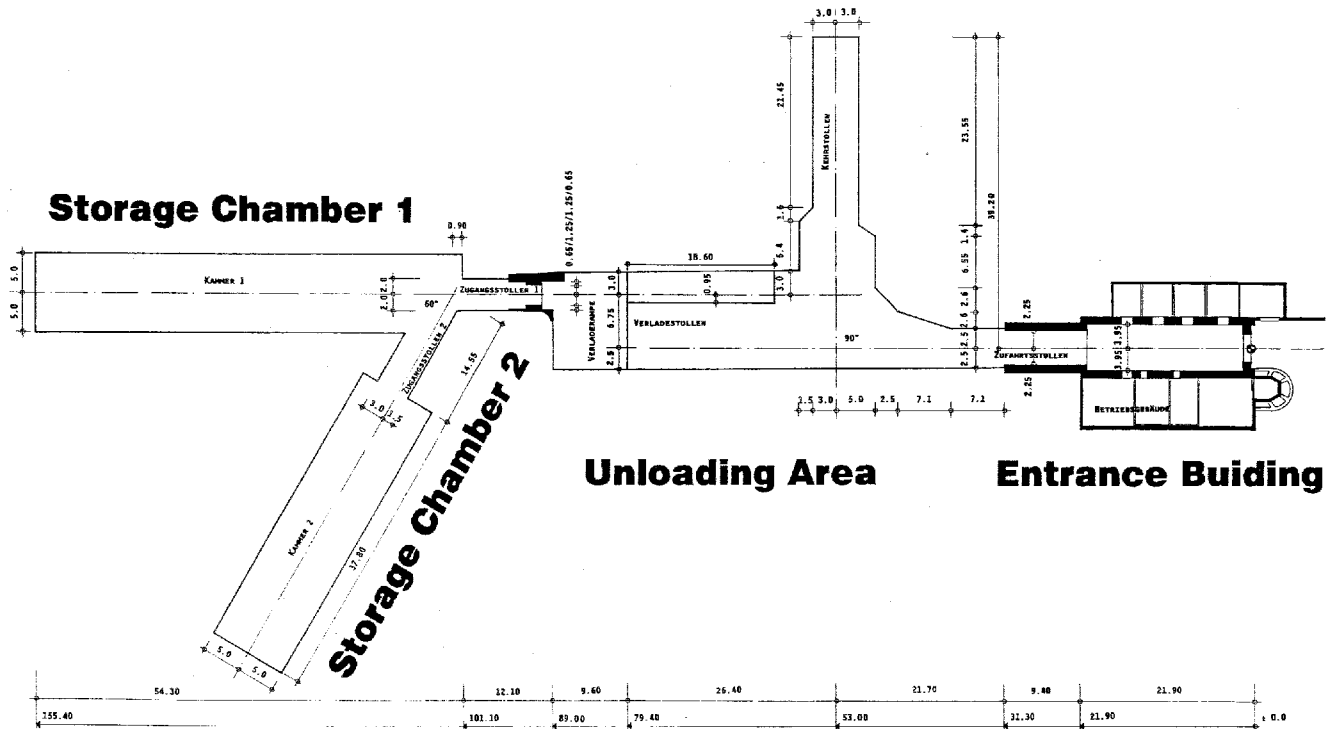 3.0 3.0
21.45
KEHRSTOLLEN
23.55
39.20
Storage Chamber 1
0.65/1.25/1.25/0.65
1.6
1.4
0.90
6.4
6.55
18.60
5.0
KAMMER 1
2.0
ZUGANGSSTOLLEN 1
3.0
0.95
3.0
2.6
5.0
2.0
60°
VERLADERAMPE
6.75
VERLADESTOLLEN
90°
2.6
2.25
2.5
2.5
2.5
ZUFAHRTSSTOLLEN
2.25
3.95
3.95
ZUGANGSSTOLLEN 2
14.55
3.0
3.5
3.0
5.0
2.5
7.1
7.1
BETRIEBSGEBÄUDE
Unloading Area
Entrance Buiding
Storage Chamber 2
KAMMER 2
37.80
5.0
5.0
54.30 12.10 9.60 26.40 21.70 9.40 21.90
155.40 101.10 89.00 79.40 53.00 31.30 21.90 ± 0.0